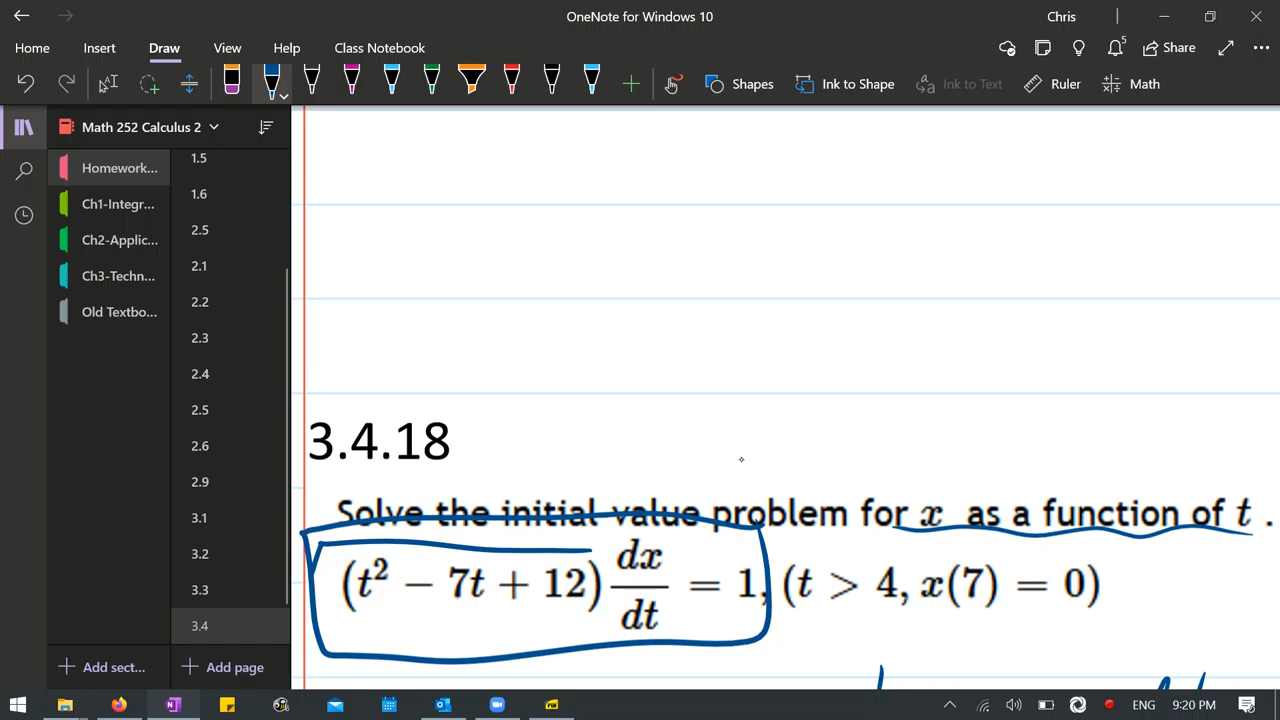 OneNote for Windows 10
Chris
Home Insert Draw View Help Class Notebook
Share
Shapes Ink to Shape Ink to Text Ruler Math
Math 252 Calculus 2
Homework...
Ch1-Integr...
Ch2-Applic...
Ch3-Techn...
Old Textbo...
1.5
1.6
2.5
2.1
2.2
2.3
2.4
2.5
2.6
2.9
3.1
3.2
3.3
3.4
Add sect...
Add page
3.4.18
Solve the initial value problem for x as a function of t .
(t² − 7t + 12) dx/dt = 1, (t > 4, x(7) = 0)
ENG 9:20 PM